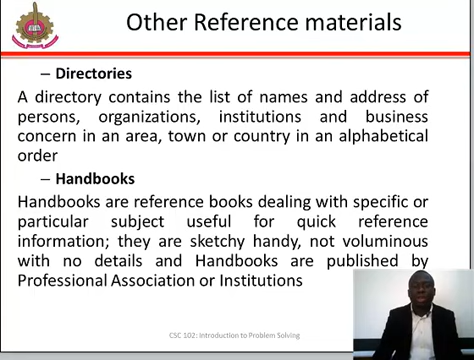 Other Reference materials
– Directories
A directory contains the list of names and address of
persons, organizations, institutions and business
concern in an area, town or country in an alphabetical
order
– Handbooks
Handbooks are reference books dealing with specific or
particular subject useful for quick reference
information; they are sketchy handy, not voluminous
with no details and Handbooks are published by
Professional Association or Institutions
CSC 102: Introduction to Problem Solving